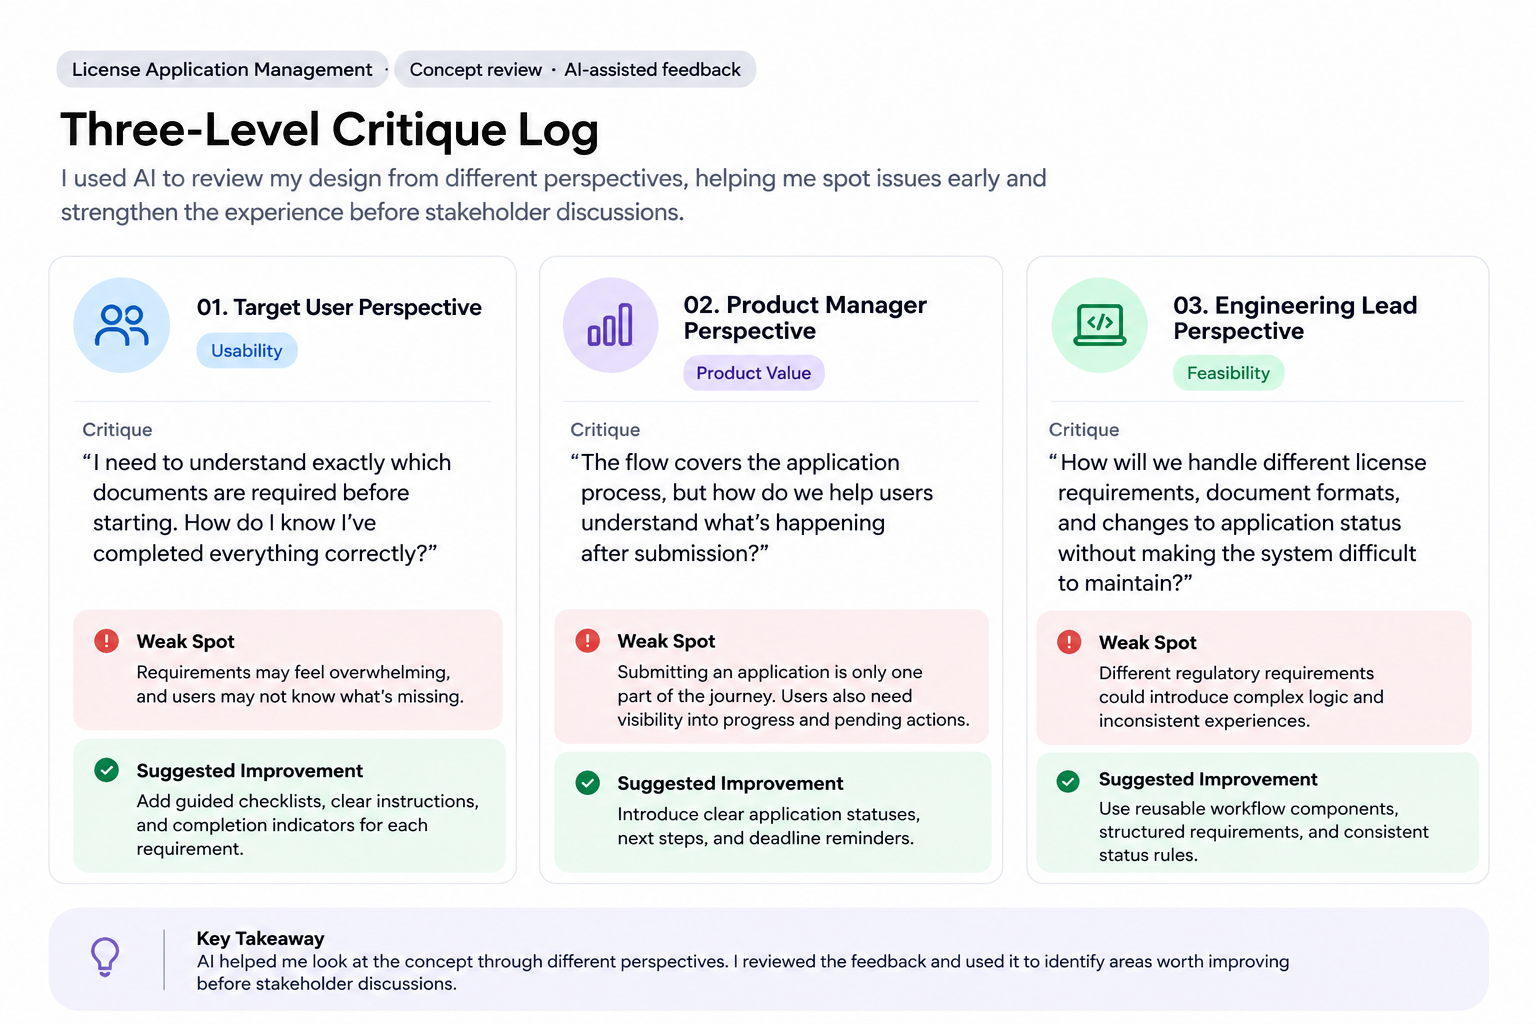 License Application Management · Concept review · AI-assisted feedback
Three-Level Critique Log
I used AI to review my design from different perspectives, helping me spot issues early and
strengthen the experience before stakeholder discussions.
01. Target User Perspective
Usability
Critique
“I need to understand exactly which
documents are required before
starting. How do I know I’ve
completed everything correctly?”
Weak Spot
Requirements may feel overwhelming,
and users may not know what’s missing.
Suggested Improvement
Add guided checklists, clear instructions,
and completion indicators for each
requirement.
02. Product Manager
Perspective
Product Value
Critique
“The flow covers the application
process, but how do we help users
understand what’s happening
after submission?”
Weak Spot
Submitting an application is only one
part of the journey. Users also need
visibility into progress and pending actions.
Suggested Improvement
Introduce clear application statuses,
next steps, and deadline reminders.
03. Engineering Lead
Perspective
Feasibility
Critique
“How will we handle different license
requirements, document formats,
and changes to application status
without making the system difficult
to maintain?”
Weak Spot
Different regulatory requirements
could introduce complex logic and
inconsistent experiences.
Suggested Improvement
Use reusable workflow components,
structured requirements, and consistent
status rules.
Key Takeaway
AI helped me look at the concept through different perspectives. I reviewed the feedback and used it to identify areas worth improving
before stakeholder discussions.